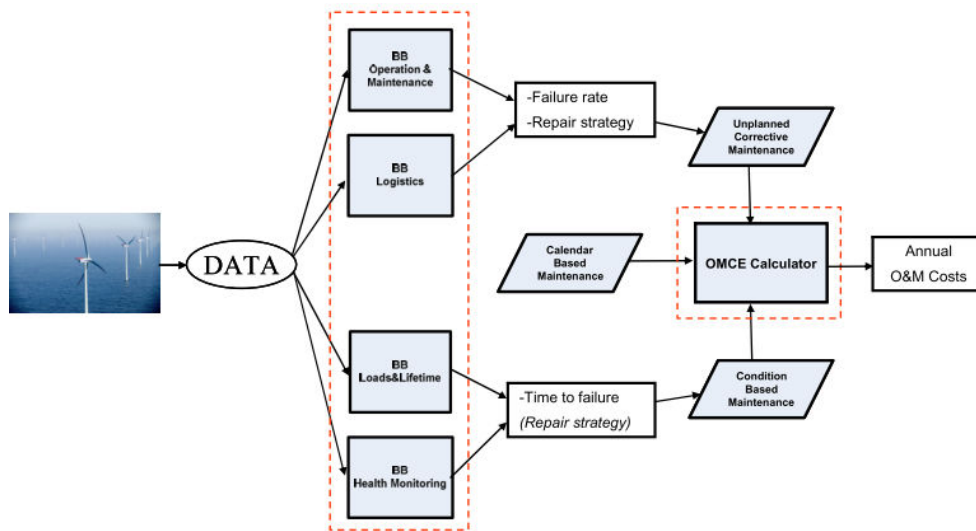 BB
Operation &
Maintenance
BB
Logistics
-Failure rate
-Repair strategy
Unplanned
Corrective
Maintenance
DATA
Calendar
Based
Maintenance
OMCE Calculator
Annual
O&M Costs
BB
Loads&Lifetime
-Time to failure
(Repair strategy)
Condition
Based
Maintenance
BB
Health Monitoring